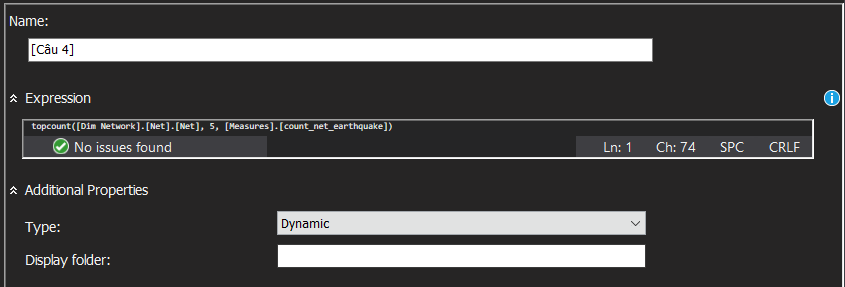 Name:
[Câu 4]
Expression
topcount([Dim Network].[Net].[Net], 5, [Measures].[count_net_earthquake])
No issues found Ln: 1 Ch: 74 SPC CRLF
Additional Properties
Type: Dynamic
Display folder: